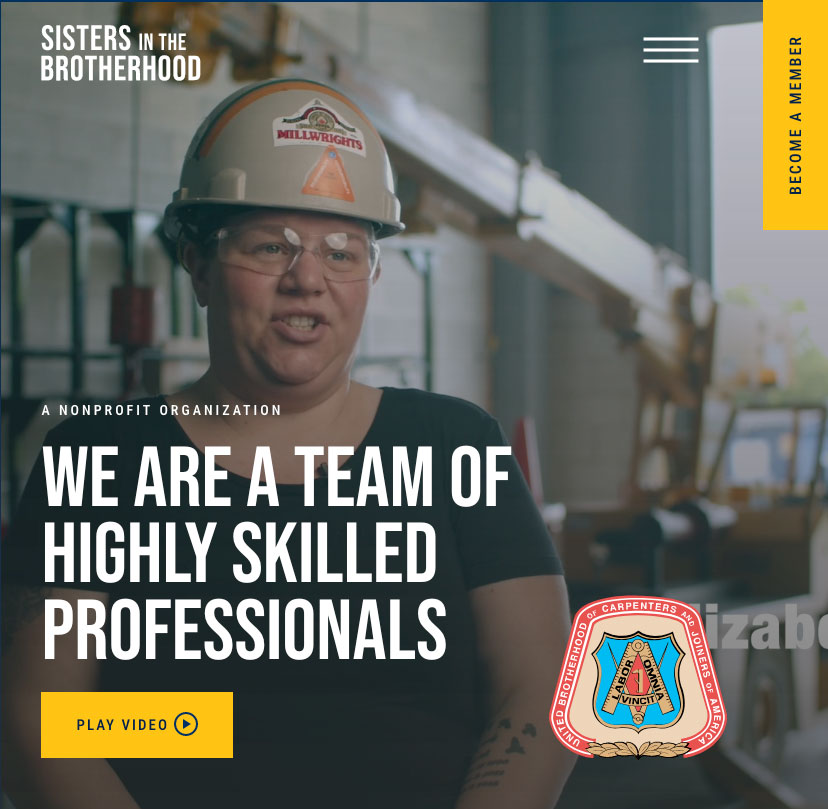 SISTERS IN THE
BROTHERHOOD
BECOME A MEMBER
MILLWRIGHTS
A NONPROFIT ORGANIZATION
WE ARE A TEAM OF
HIGHLY SKILLED
PROFESSIONALS
PLAY VIDEO
UNITED BROTHERHOOD OF CARPENTERS AND JOINERS OF AMERICA
LABOR
OMNIA
VINCIT
izab